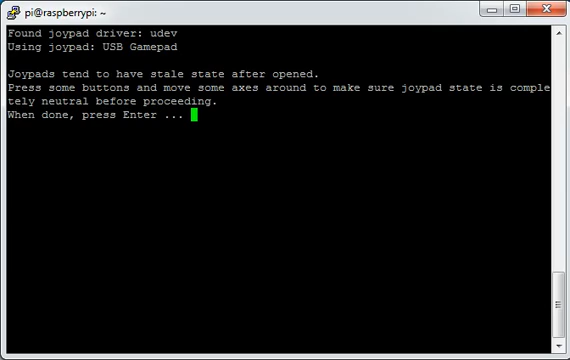 pi@raspberrypi: ~
Found joypad driver: udev
Using joypad: USB Gamepad
Joypads tend to have stale state after opened.
Press some buttons and move some axes around to make sure joypad state is comple
tely neutral before proceeding.
When done, press Enter ...